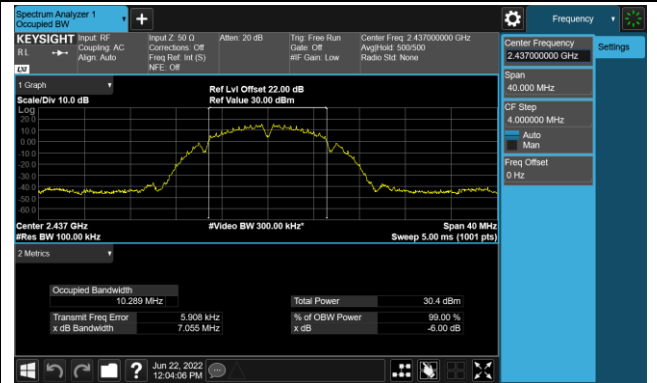 Spectrum Analyzer 1
Occupied BW
Frequency
KEYSIGHT
RL
LXI
Input: RF
Coupling: AC
Align: Auto
Input Z: 50 Ω
Corrections: Off
Freq Ref: Int (S)
NFE: Off
Atten: 20 dB
Trig: Free Run
Gate: Off
#IF Gain: Low
Center Freq: 2.437000000 GHz
Avg|Hold: 500/500
Radio Std: None
Center Frequency
2.437000000 GHz
Settings
Span
40.000 MHz
CF Step
4.000000 MHz
Auto
Man
Freq Offset
0 Hz
1 Graph
Scale/Div 10.0 dB
Ref Lvl Offset 22.00 dB
Ref Value 30.00 dBm
Log
20.0
10.0
0.00
-10.0
-20.0
-30.0
-40.0
-50.0
-60.0
Center 2.437 GHz
#Video BW 300.00 kHz*
Span 40 MHz
#Res BW 100.00 kHz
Sweep 5.00 ms (1001 pts)
2 Metrics
Occupied Bandwidth
10.289 MHz
Total Power 30.4 dBm
Transmit Freq Error 5.908 kHz
% of OBW Power 99.00 %
x dB Bandwidth 7.055 MHz
x dB -6.00 dB
Jun 22, 2022
12:04:06 PM